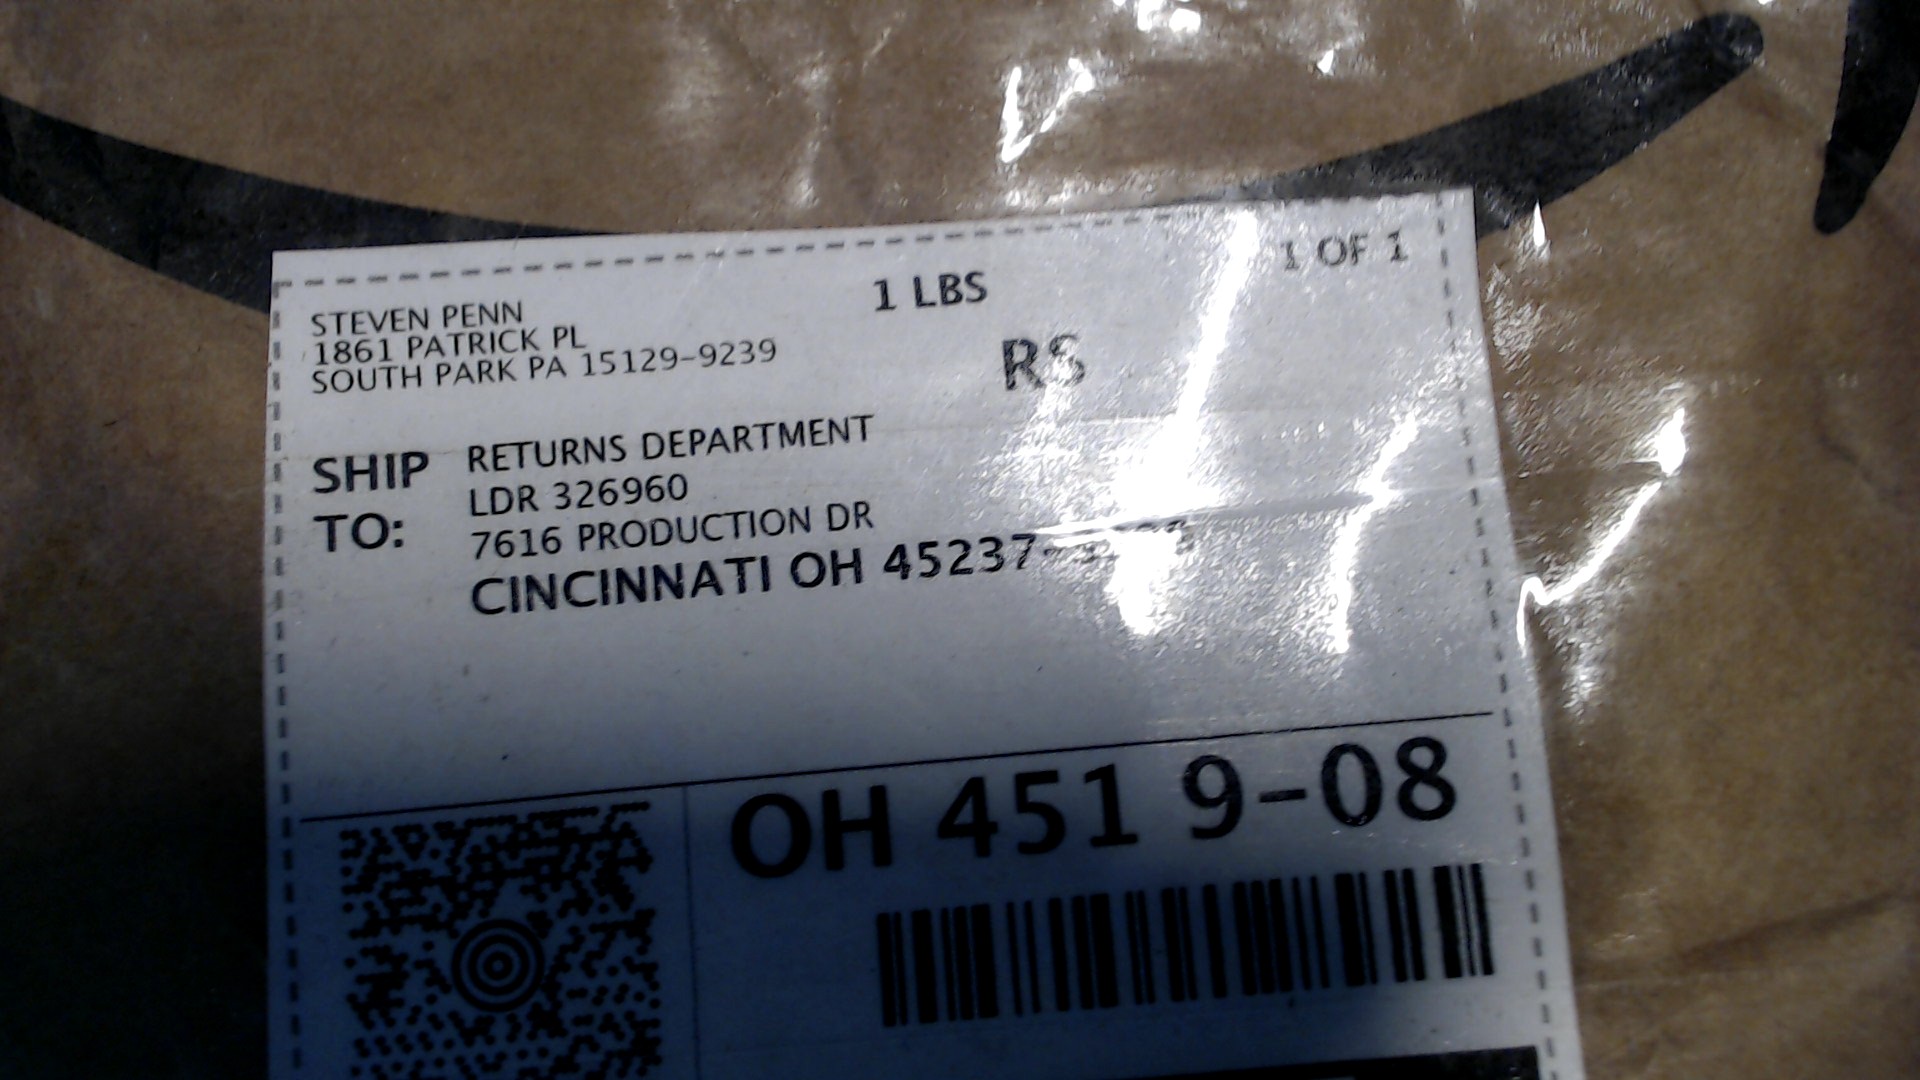 1 OF 1
1 LBS
RS
STEVEN PENN
1861 PATRICK PL
SOUTH PARK PA 15129-9239
SHIP TO:
RETURNS DEPARTMENT
LDR 326960
7616 PRODUCTION DR
CINCINNATI OH 45237
OH 451 9-08